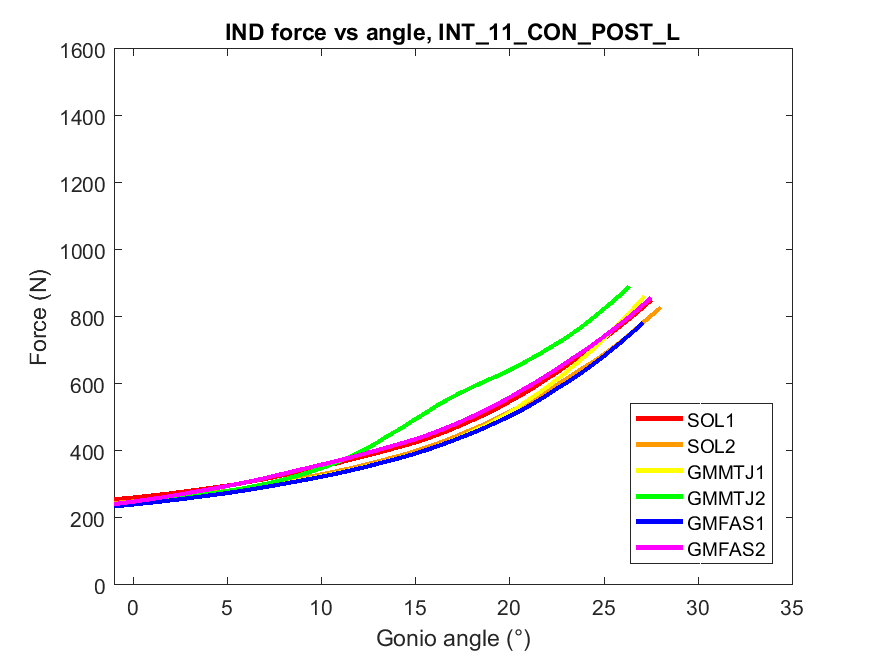 IND force vs angle, INT_11_CON_POST_L
1600
1400
1200
1000
800
600
400
200
0
Force (N)
0 5 10 15 20 25 30 35
Gonio angle (°)
SOL1
SOL2
GMMTJ1
GMMTJ2
GMFAS1
GMFAS2